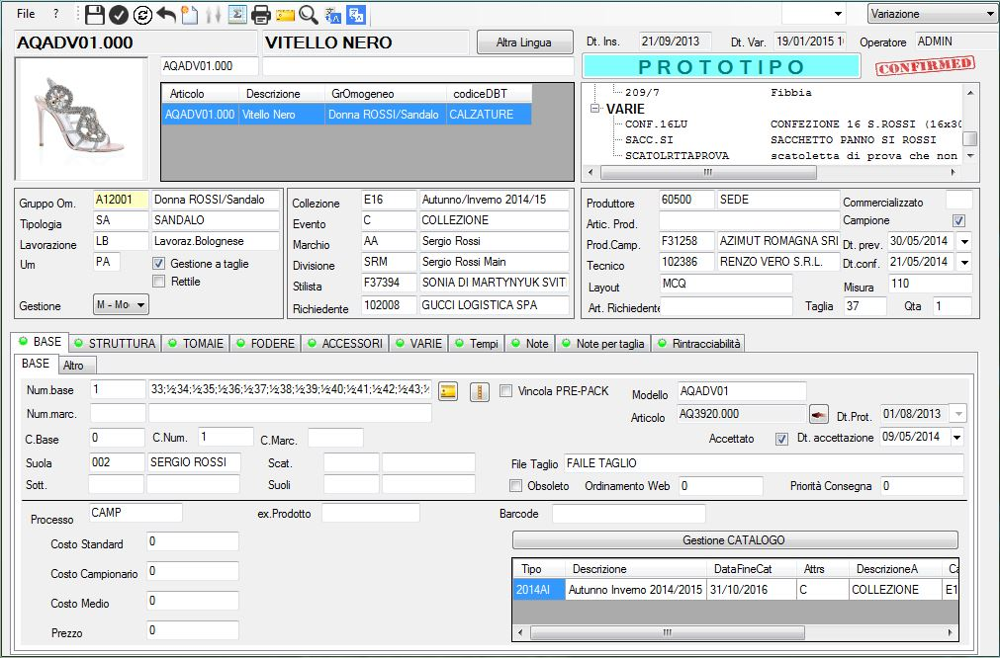 File ? Variazione
AQADV01.000 VITELLO NERO Altra Lingua Dt. Ins. 21/09/2013 Dt. Var. 19/01/2015 1 Operatore ADMIN
AQADV01.000 PROTOTIPO CONFIRMED
Articolo Descrizione GrOmogeneo codiceDBT
AQADV01.000 Vitello Nero Donna ROSSI/Sandalo CALZATURE
209/7 Fibbia
VARIE
CONF.16LU CONFEZIONE 16 S.ROSSI (16x30
SACC.SI SACCHETTO PANNO SI ROSSI
SCATOLRTTAPROVA scatoletta di prova che non
Gruppo Om. A12001 Donna ROSSI/Sandalo
Tipologia SA SANDALO
Lavorazione LB Lavoraz.Bolognese
Um PA Gestione a taglie
Rettile
Gestione M - Mo
Collezione E16 Autunno/Inverno 2014/15
Evento C COLLEZIONE
Marchio AA Sergio Rossi
Divisione SRM Sergio Rossi Main
Stilista F37394 SONIA DI MARTYNYUK SVIT
Richiedente 102008 GUCCI LOGISTICA SPA
Produttore 60500 SEDE Commercializzato
Artic. Prod. Campione
Prod.Camp. F31258 AZIMUT ROMAGNA SRL Dt. prev. 30/05/2014
Tecnico 102386 RENZO VERO S.R.L. Dt.conf. 21/05/2014
Layout MCQ Misura 110
Art. Richiedente Taglia 37 Qta 1
BASE STRUTTURA TOMAIE FODERE ACCESSORI VARIE Tempi Note Note per taglia Rintracciabilità
BASE Altro
Num.base 1 33;½34;½35;½36;½37;½38;½39;½40;½41;½42;½43;½ Vincola PRE-PACK Modello AQADV01
Num.marc. Articolo AQ3920.000 Dt.Prot. 01/08/2013
C.Base 0 C.Num. 1 C.Marc. Accettato Dt. accettazione 09/05/2014
Suola 002 SERGIO ROSSI Scat. File Taglio FAILE TAGLIO
Sott. Suoli Obsoleto Ordinamento Web 0 Priorità Consegna 0
Processo CAMP ex.Prodotto Barcode
Costo Standard 0 Gestione CATALOGO
Costo Campionario 0
Costo Medio 0
Prezzo 0
Tipo Descrizione DataFineCat Attrs DescrizioneA Ca
2014AI Autunno Inverno 2014/2015 31/10/2016 C COLLEZIONE E1